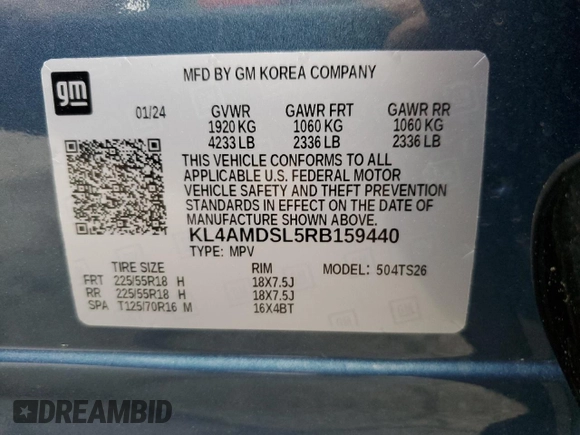 gm
MFD BY GM KOREA COMPANY
01/24 GVWR GAWR FRT GAWR RR
1920 KG 1060 KG 1060 KG
4233 LB 2336 LB 2336 LB
THIS VEHICLE CONFORMS TO ALL
APPLICABLE U.S. FEDERAL MOTOR
VEHICLE SAFETY AND THEFT PREVENTION
STANDARDS IN EFFECT ON THE DATE OF
MANUFACTURE SHOWN ABOVE.
KL4AMDSL5RB159440
TYPE: MPV
TIRE SIZE RIM MODEL: 504TS26
FRT 225/55R18 H 18X7.5J
RR 225/55R18 H 18X7.5J
SPA T125/70R16 M 16X4BT
DREAMBID